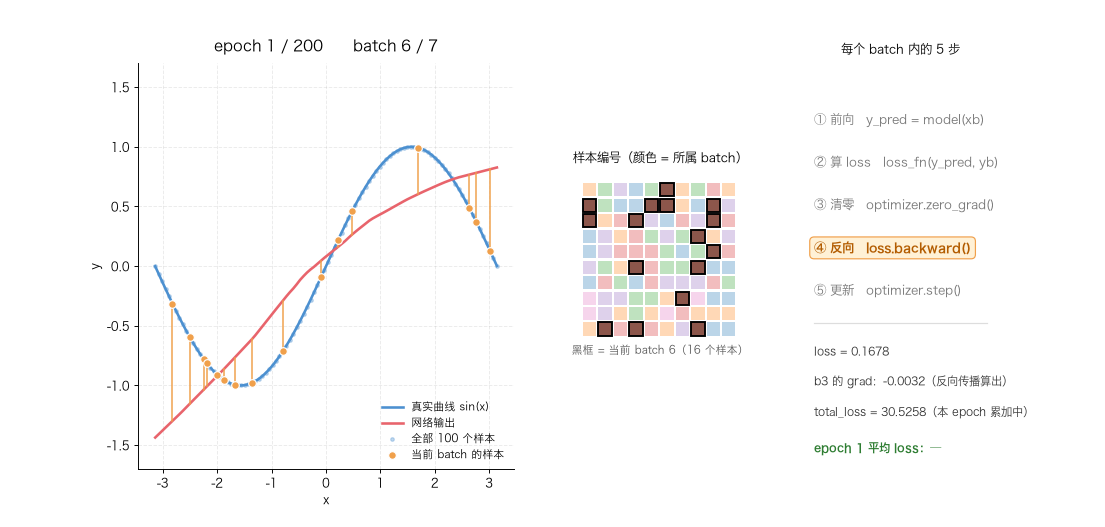 epoch 1 / 200 batch 6 / 7
1.5
1.0
0.5
0.0
-0.5
-1.0
-1.5
y
-3
-2
-1
0
1
2
3
x
真实曲线 sin(x)
网络输出
全部 100 个样本
当前 batch 的样本
样本编号（颜色 = 所属 batch）
黑框 = 当前 batch 6（16 个样本）
每个 batch 内的 5 步
① 前向 y_pred = model(xb)
② 算 loss loss_fn(y_pred, yb)
③ 清零 optimizer.zero_grad()
④ 反向 loss.backward()
⑤ 更新 optimizer.step()
loss = 0.1678
b3 的 grad: -0.0032（反向传播算出）
total_loss = 30.5258（本 epoch 累加中）
epoch 1 平均 loss: —